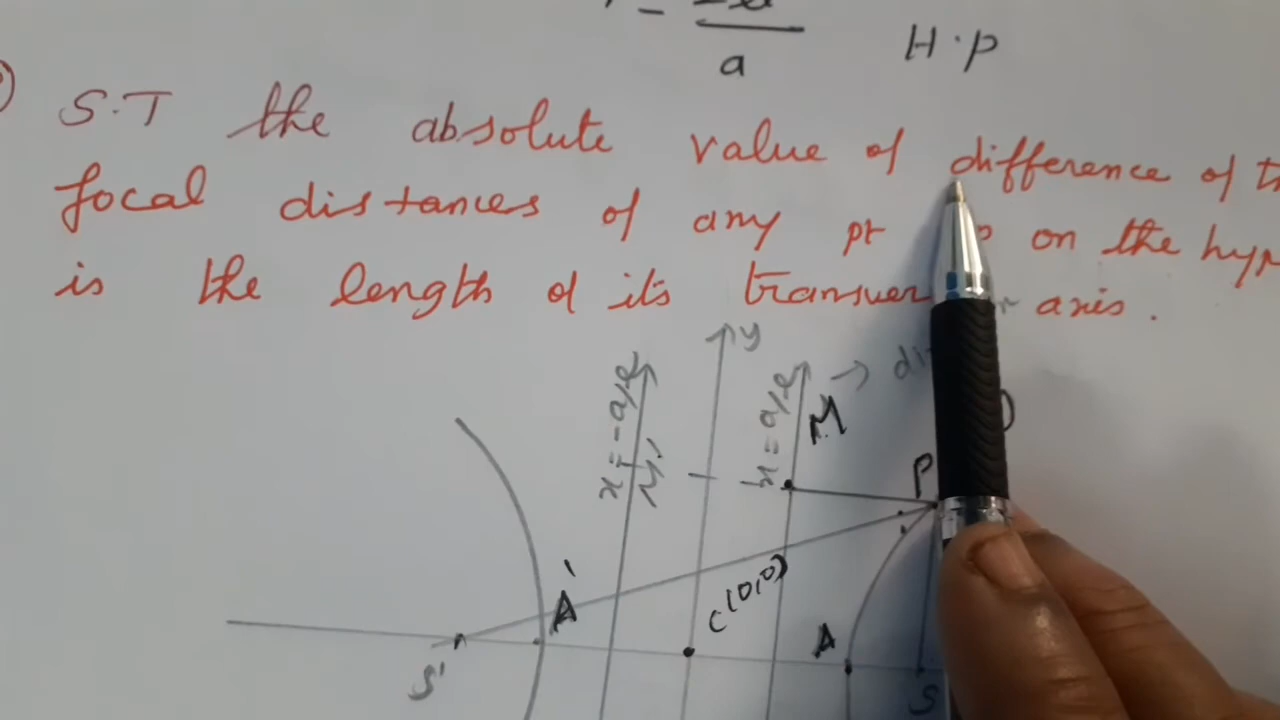 a
H.p
S.T the absolute value of difference of
focal distances of any pt on the
is the length of its axis.
y
x = -a/e
x = a/e
M
M'
P
C(0,0)
A'
A
S'
S